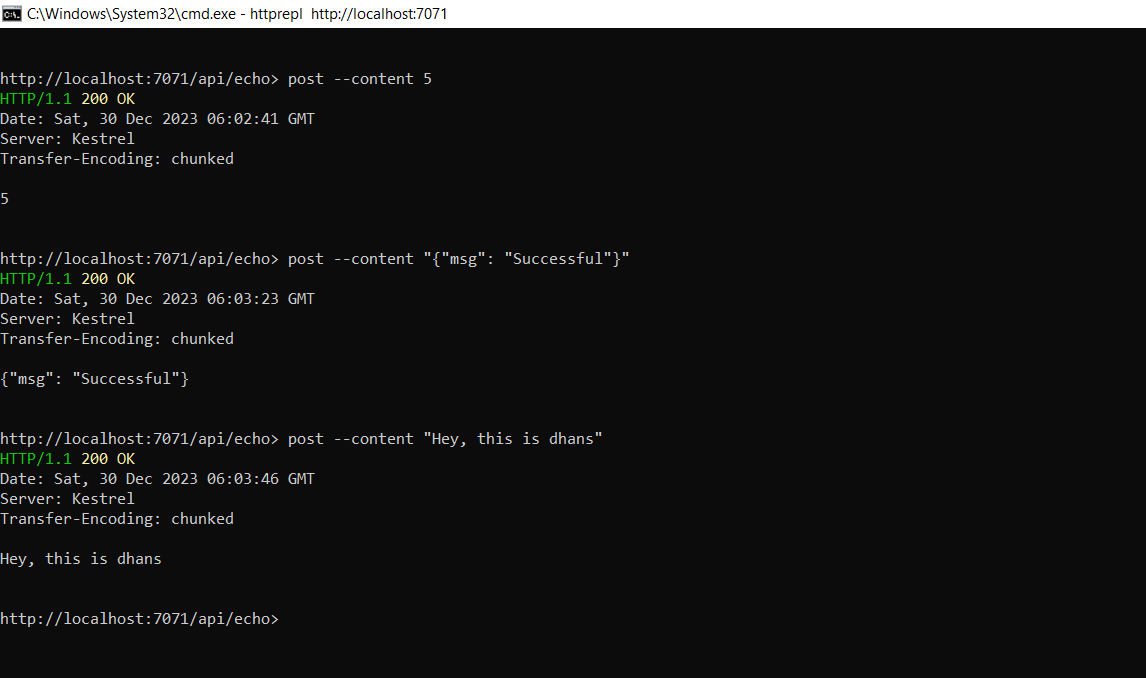 C:\Windows\System32\cmd.exe - httprepl  http://localhost:7071
http://localhost:7071/api/echo> post --content 5
HTTP/1.1 200 OK
Date: Sat, 30 Dec 2023 06:02:41 GMT
Server: Kestrel
Transfer-Encoding: chunked
5
http://localhost:7071/api/echo> post --content "{"msg": "Successful"}"
HTTP/1.1 200 OK
Date: Sat, 30 Dec 2023 06:03:23 GMT
Server: Kestrel
Transfer-Encoding: chunked
{"msg": "Successful"}
http://localhost:7071/api/echo> post --content "Hey, this is dhans"
HTTP/1.1 200 OK
Date: Sat, 30 Dec 2023 06:03:46 GMT
Server: Kestrel
Transfer-Encoding: chunked
Hey, this is dhans
http://localhost:7071/api/echo>